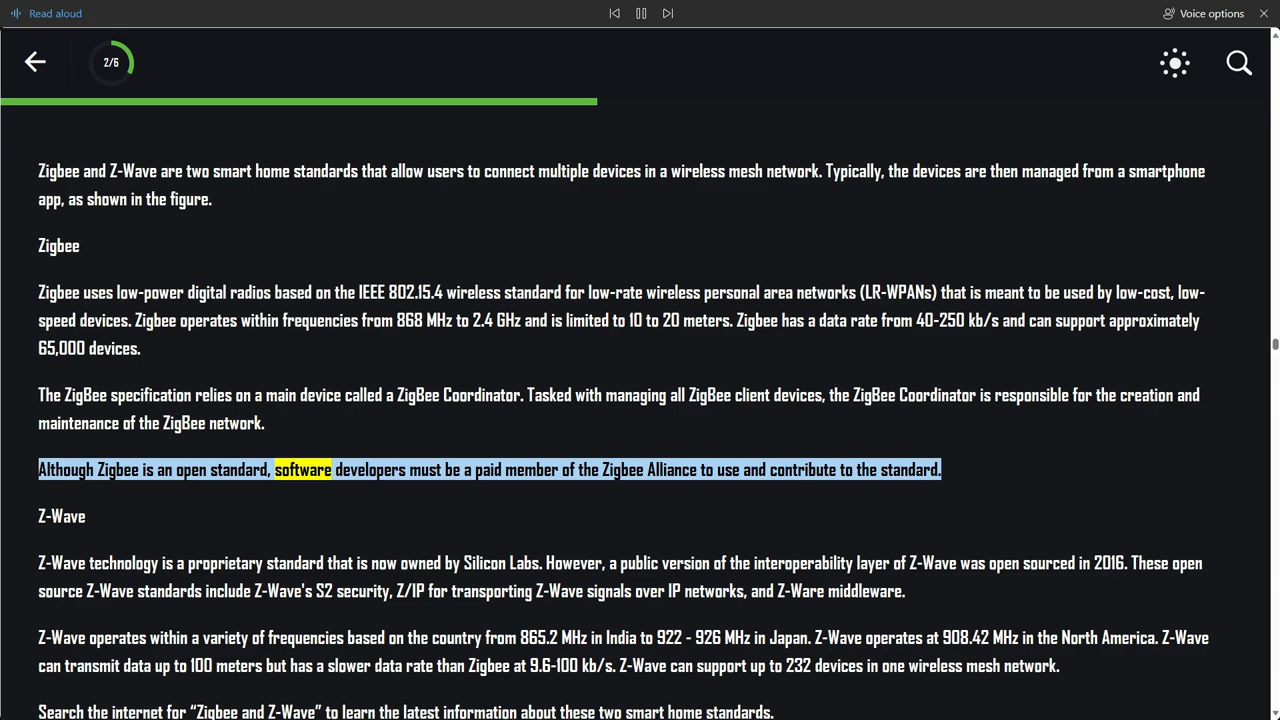 Read aloud
Voice options
2/6
Zigbee and Z-Wave are two smart home standards that allow users to connect multiple devices in a wireless mesh network. Typically, the devices are then managed from a smartphone
app, as shown in the figure.
Zigbee
Zigbee uses low-power digital radios based on the IEEE 802.15.4 wireless standard for low-rate wireless personal area networks (LR-WPANs) that is meant to be used by low-cost, low-
speed devices. Zigbee operates within frequencies from 868 MHz to 2.4 GHz and is limited to 10 to 20 meters. Zigbee has a data rate from 40-250 kb/s and can support approximately
65,000 devices.
The ZigBee specification relies on a main device called a ZigBee Coordinator. Tasked with managing all ZigBee client devices, the ZigBee Coordinator is responsible for the creation and
maintenance of the ZigBee network.
Although Zigbee is an open standard, software developers must be a paid member of the Zigbee Alliance to use and contribute to the standard.
Z-Wave
Z-Wave technology is a proprietary standard that is now owned by Silicon Labs. However, a public version of the interoperability layer of Z-Wave was open sourced in 2016. These open
source Z-Wave standards include Z-Wave's S2 security, Z/IP for transporting Z-Wave signals over IP networks, and Z-Ware middleware.
Z-Wave operates within a variety of frequencies based on the country from 865.2 MHz in India to 922 - 926 MHz in Japan. Z-Wave operates at 908.42 MHz in the North America. Z-Wave
can transmit data up to 100 meters but has a slower data rate than Zigbee at 9.6-100 kb/s. Z-Wave can support up to 232 devices in one wireless mesh network.
Search the internet for “Zigbee and Z-Wave” to learn the latest information about these two smart home standards.